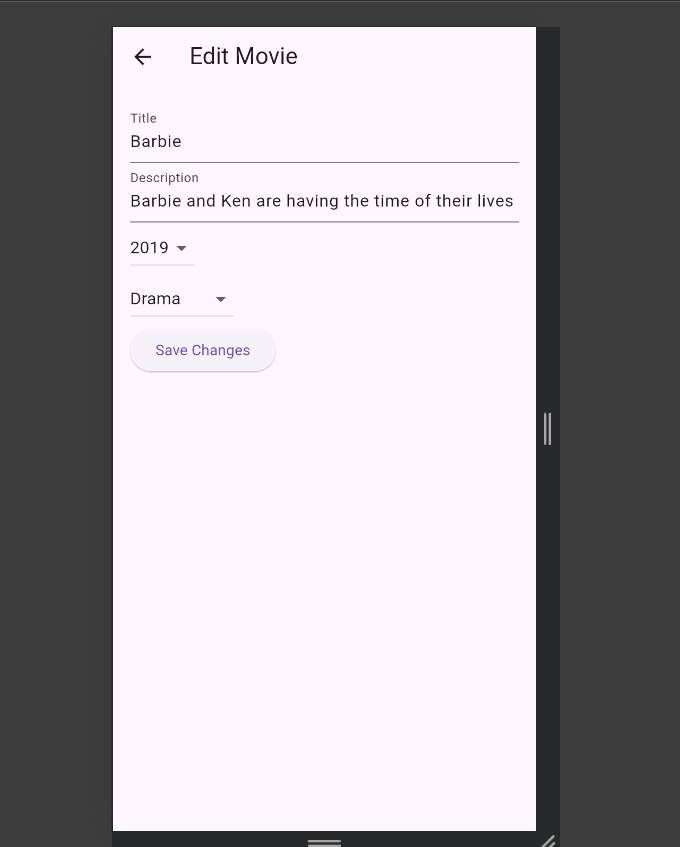 Edit Movie
Title
Barbie
Description
Barbie and Ken are having the time of their lives
2019
Drama
Save Changes